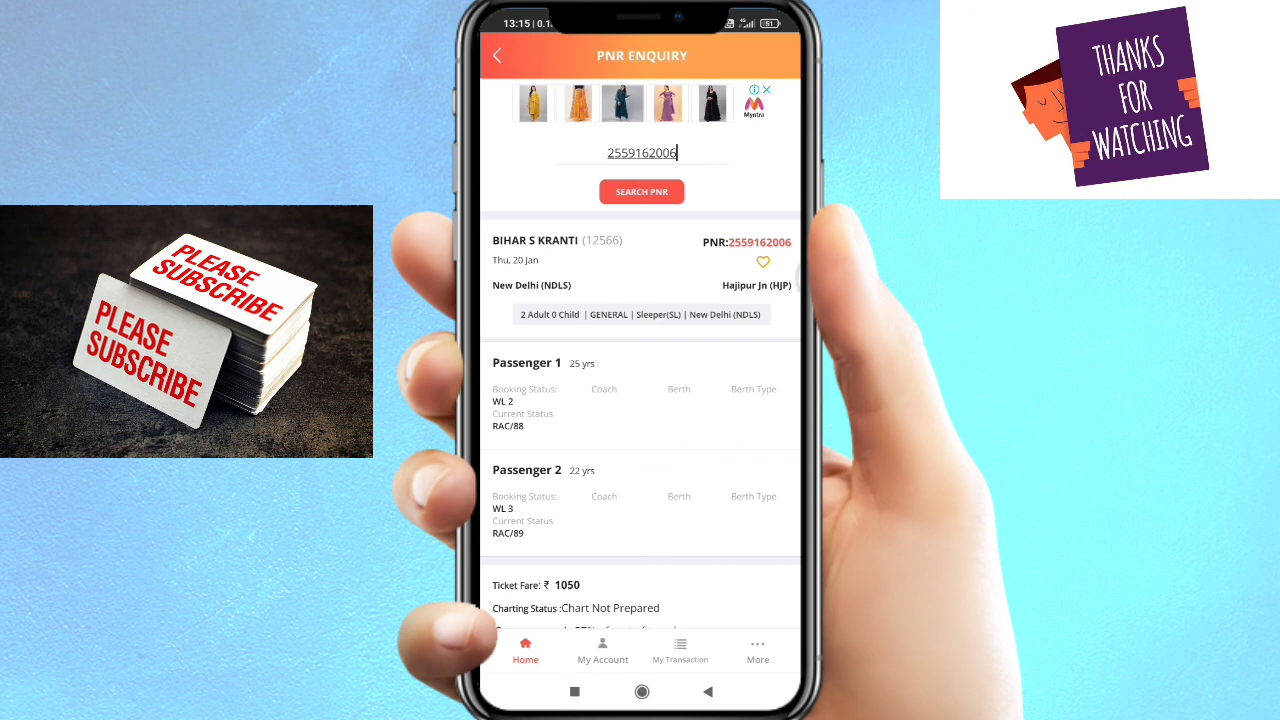 13:15 | 0.1
4G
51
PNR ENQUIRY
Myntra
2559162006
SEARCH PNR
BIHAR S KRANTI (12566)
PNR:2559162006
Thu, 20 Jan
New Delhi (NDLS)
Hajipur Jn (HJP)
2 Adult 0 Child | GENERAL | Sleeper(SL) | New Delhi (NDLS)
Passenger 1 25 yrs
Booking Status: Coach Berth Berth Type
WL 2
Current Status
RAC/88
Passenger 2 22 yrs
Booking Status: Coach Berth Berth Type
WL 3
Current Status
RAC/89
Ticket Fare: ₹ 1050
Charting Status :Chart Not Prepared
Home
My Account
My Transaction
More
PLEASE
SUBSCRIBE
PLEASE
SUBSCRIBE
THANKS
FOR
WATCHING